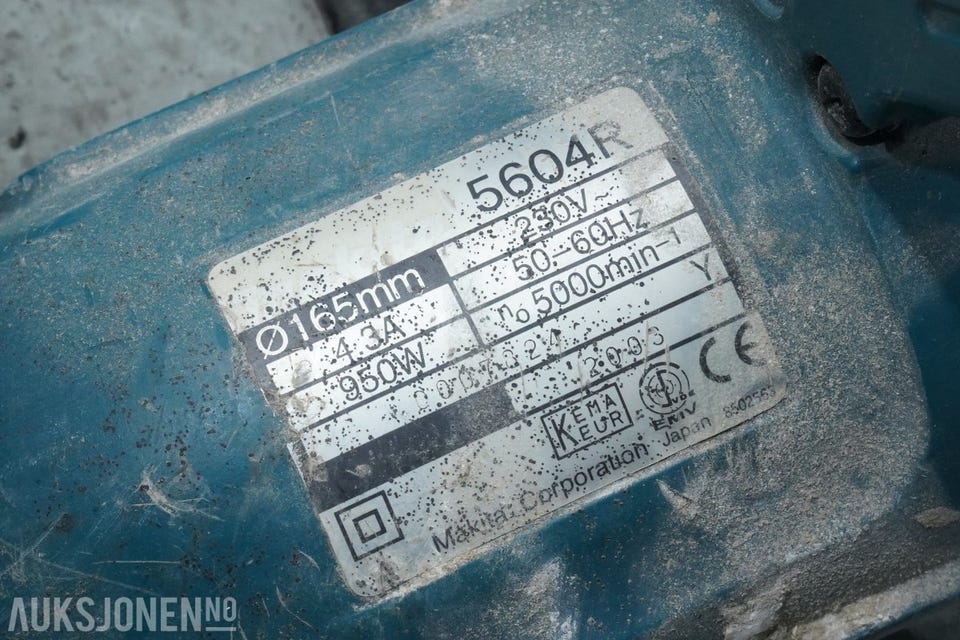 5604R
Ø165mm 230V~
4.3A 50–60Hz
950W n₀ 5000min⁻¹
Y
2003
KEMA
KEUR
CE
Makita Corporation Japan
AUKSJONEN.NO